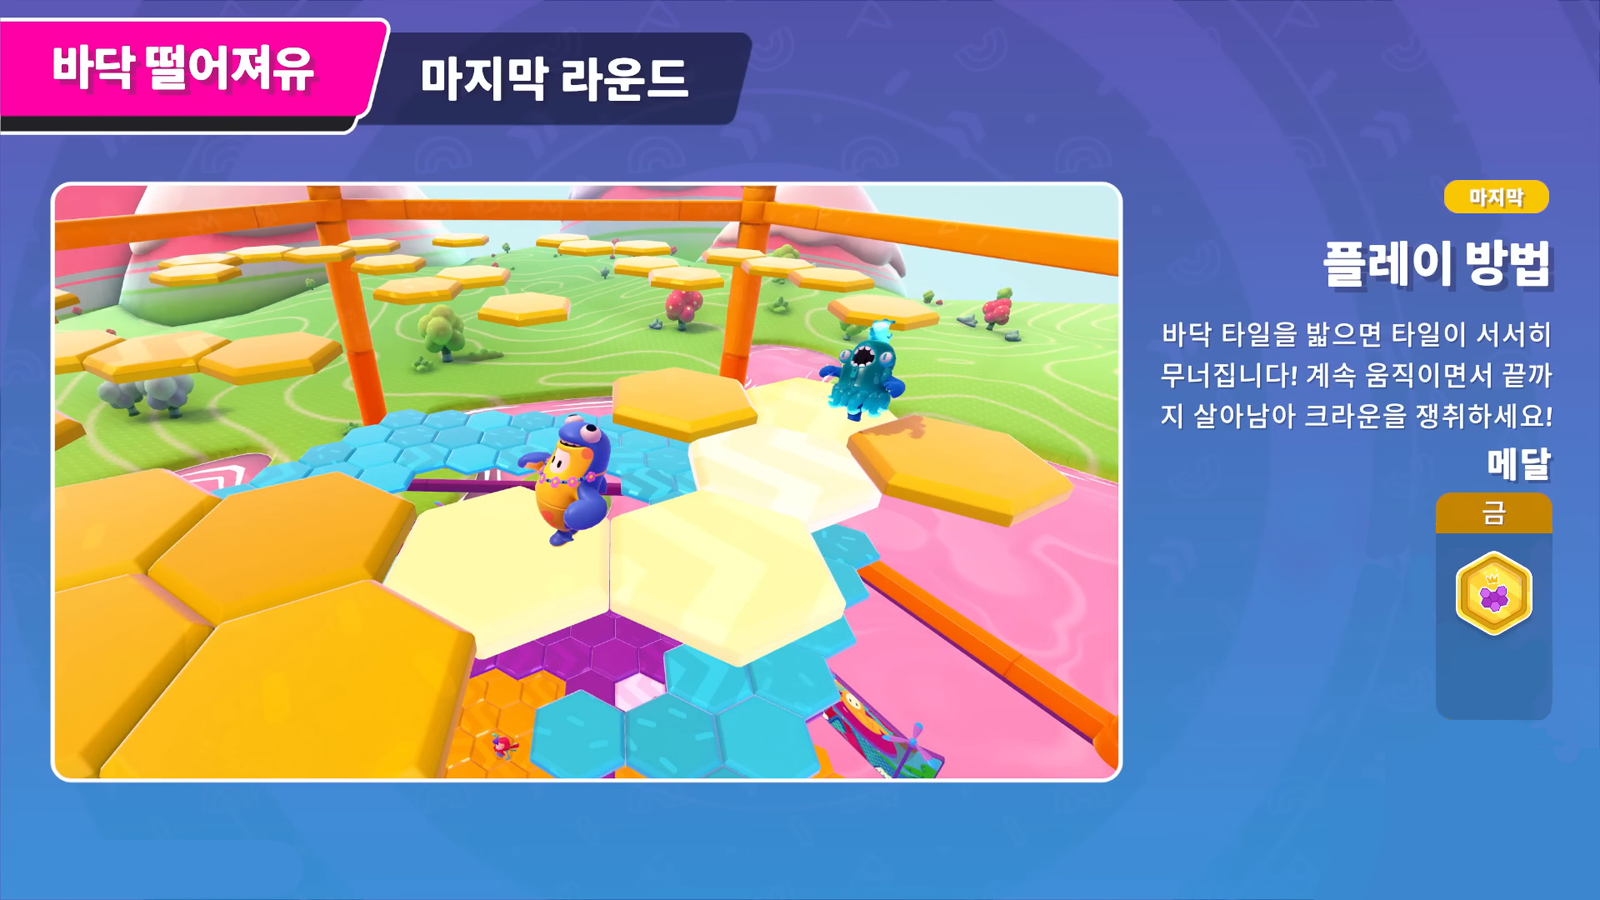 바닥 떨어져유
마지막 라운드
마지막
플레이 방법
바닥 타일을 밟으면 타일이 서서히
무너집니다! 계속 움직이면서 끝까
지 살아남아 크라운을 쟁취하세요!
메달
금